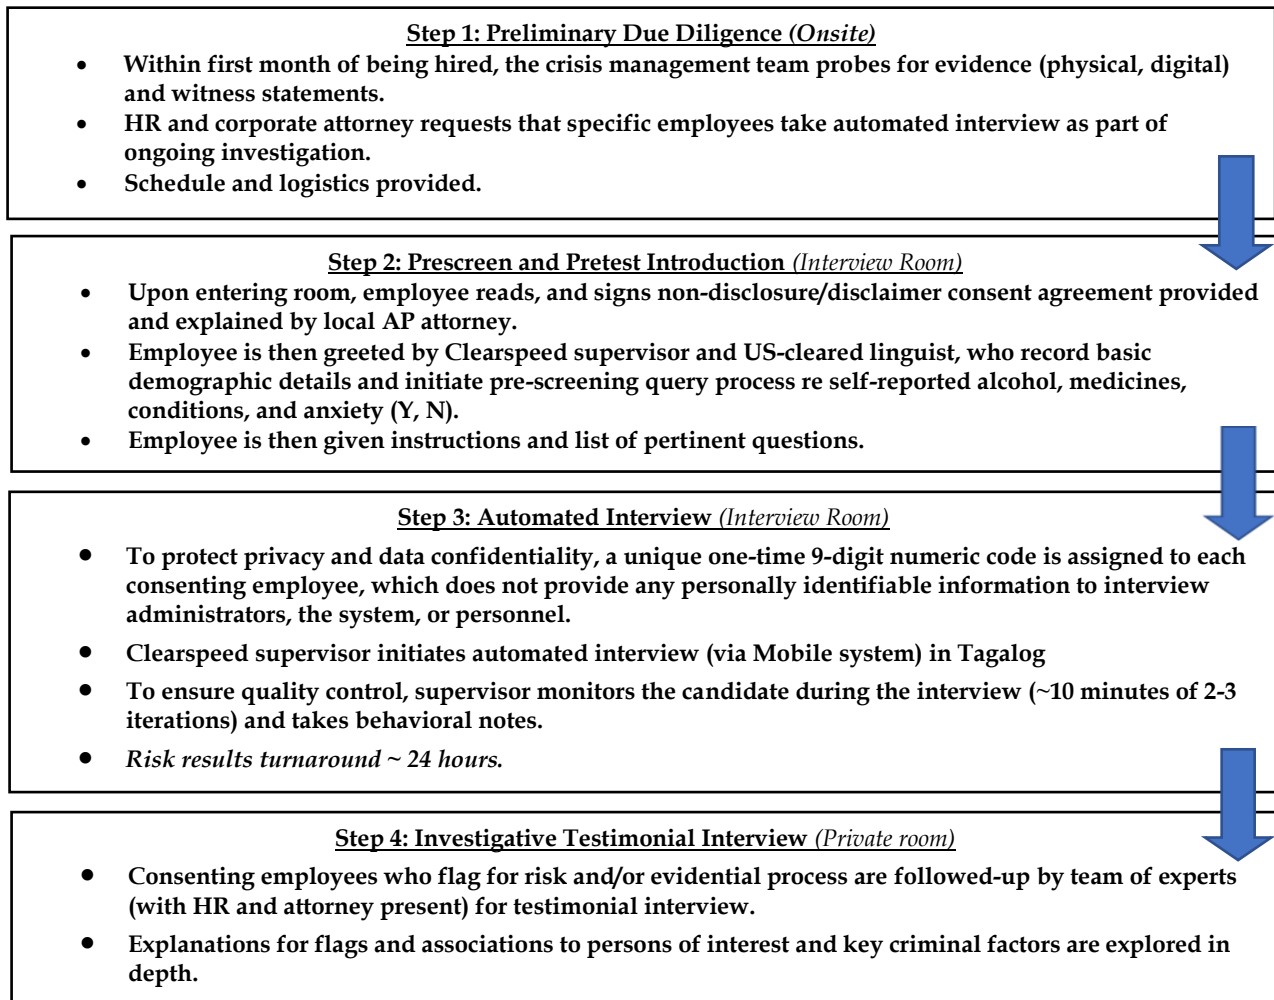 Step 1: Preliminary Due Diligence (Onsite)
• Within first month of being hired, the crisis management team probes for evidence (physical, digital)
and witness statements.
• HR and corporate attorney requests that specific employees take automated interview as part of
ongoing investigation.
• Schedule and logistics provided.
Step 2: Prescreen and Pretest Introduction (Interview Room)
• Upon entering room, employee reads, and signs non-disclosure/disclaimer consent agreement provided
and explained by local AP attorney.
• Employee is then greeted by Clearspeed supervisor and US-cleared linguist, who record basic
demographic details and initiate pre-screening query process re self-reported alcohol, medicines,
conditions, and anxiety (Y, N).
• Employee is then given instructions and list of pertinent questions.
Step 3: Automated Interview (Interview Room)
• To protect privacy and data confidentiality, a unique one-time 9-digit numeric code is assigned to each
consenting employee, which does not provide any personally identifiable information to interview
administrators, the system, or personnel.
• Clearspeed supervisor initiates automated interview (via Mobile system) in Tagalog
• To ensure quality control, supervisor monitors the candidate during the interview (~10 minutes of 2-3
iterations) and takes behavioral notes.
• Risk results turnaround ~ 24 hours.
Step 4: Investigative Testimonial Interview (Private room)
• Consenting employees who flag for risk and/or evidential process are followed-up by team of experts
(with HR and attorney present) for testimonial interview.
• Explanations for flags and associations to persons of interest and key criminal factors are explored in
depth.